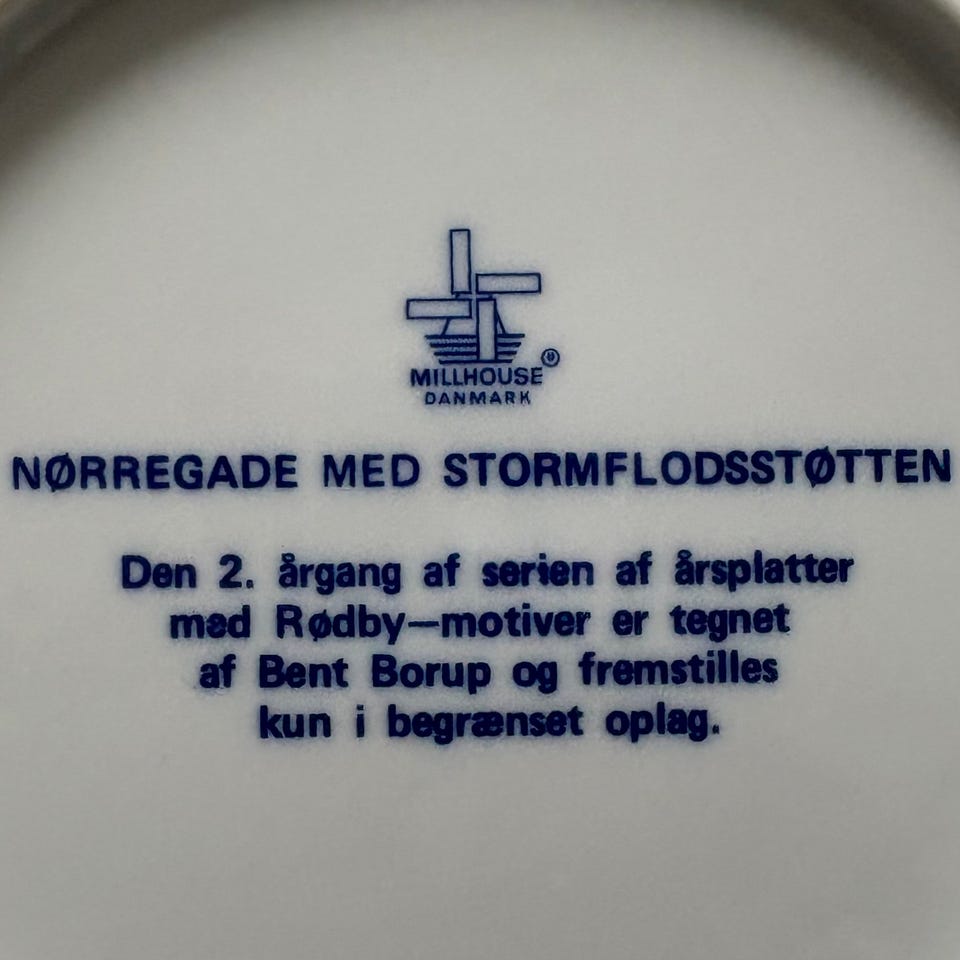 MILLHOUSE ®
DANMARK
NØRREGADE MED STORMFLODSSTØTTEN
Den 2. årgang af serien af årsplatter
med Rødby-motiver er tegnet
af Bent Borup og fremstilles
kun i begrænset oplag.